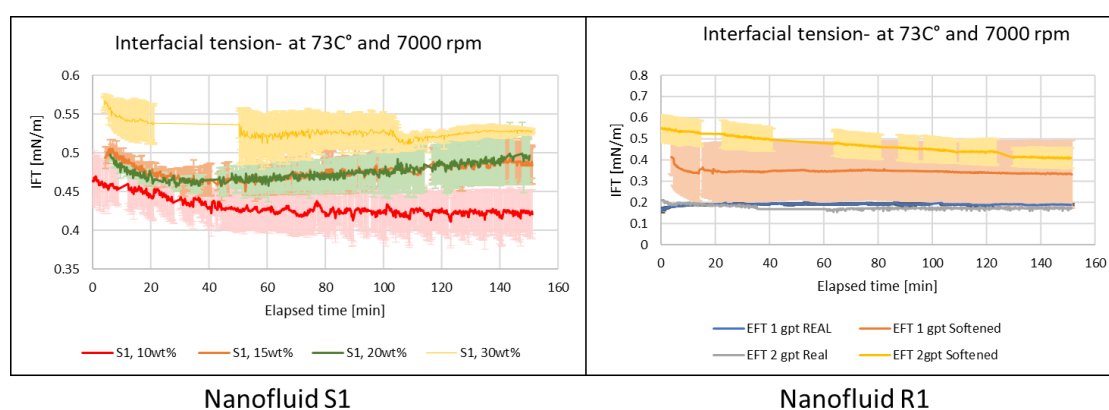 Interfacial tension- at 73C° and 7000 rpm
0.6
0.55
0.5
0.45
0.4
0.35
IFT [mN/m]
0 20 40 60 80 100 120 140 160
Elapsed time [min]
S1, 10wt% S1, 15wt% S1, 20wt% S1, 30wt%
Nanofluid S1
Interfacial tension- at 73C° and 7000 rpm
0.8
0.7
0.6
0.5
0.4
0.3
0.2
0.1
0
IFT [mN/m]
0 20 40 60 80 100 120 140 160
Elapsed time [min]
EFT 1 gpt REAL EFT 1 gpt Softened
EFT 2 gpt Real EFT 2gpt Softened
Nanofluid R1